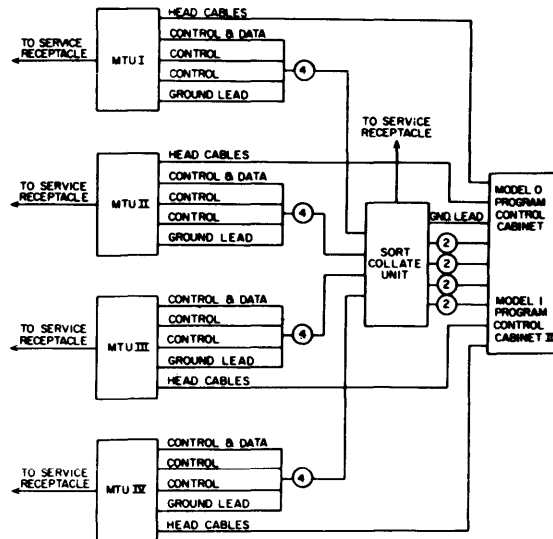 HEAD CABLES
CONTROL & DATA
TO SERVICE
RECEPTACLE
MTU I
CONTROL
4
CONTROL
GROUND LEAD
TO SERVICE
RECEPTACLE
HEAD CABLES
CONTROL & DATA
TO SERVICE
RECEPTACLE
MTU II
CONTROL
4
CONTROL
GROUND LEAD
MODEL 0
PROGRAM
CONTROL
CABINET
GND LEAD
SORT
COLLATE
UNIT
2
2
2
2
CONTROL & DATA
CONTROL
TO SERVICE
RECEPTACLE
MTU III
CONTROL
4
GROUND LEAD
HEAD CABLES
MODEL I
PROGRAM
CONTROL
CABINET II
CONTROL & DATA
CONTROL
TO SERVICE
RECEPTACLE
MTU IV
CONTROL
4
GROUND LEAD
HEAD CABLES